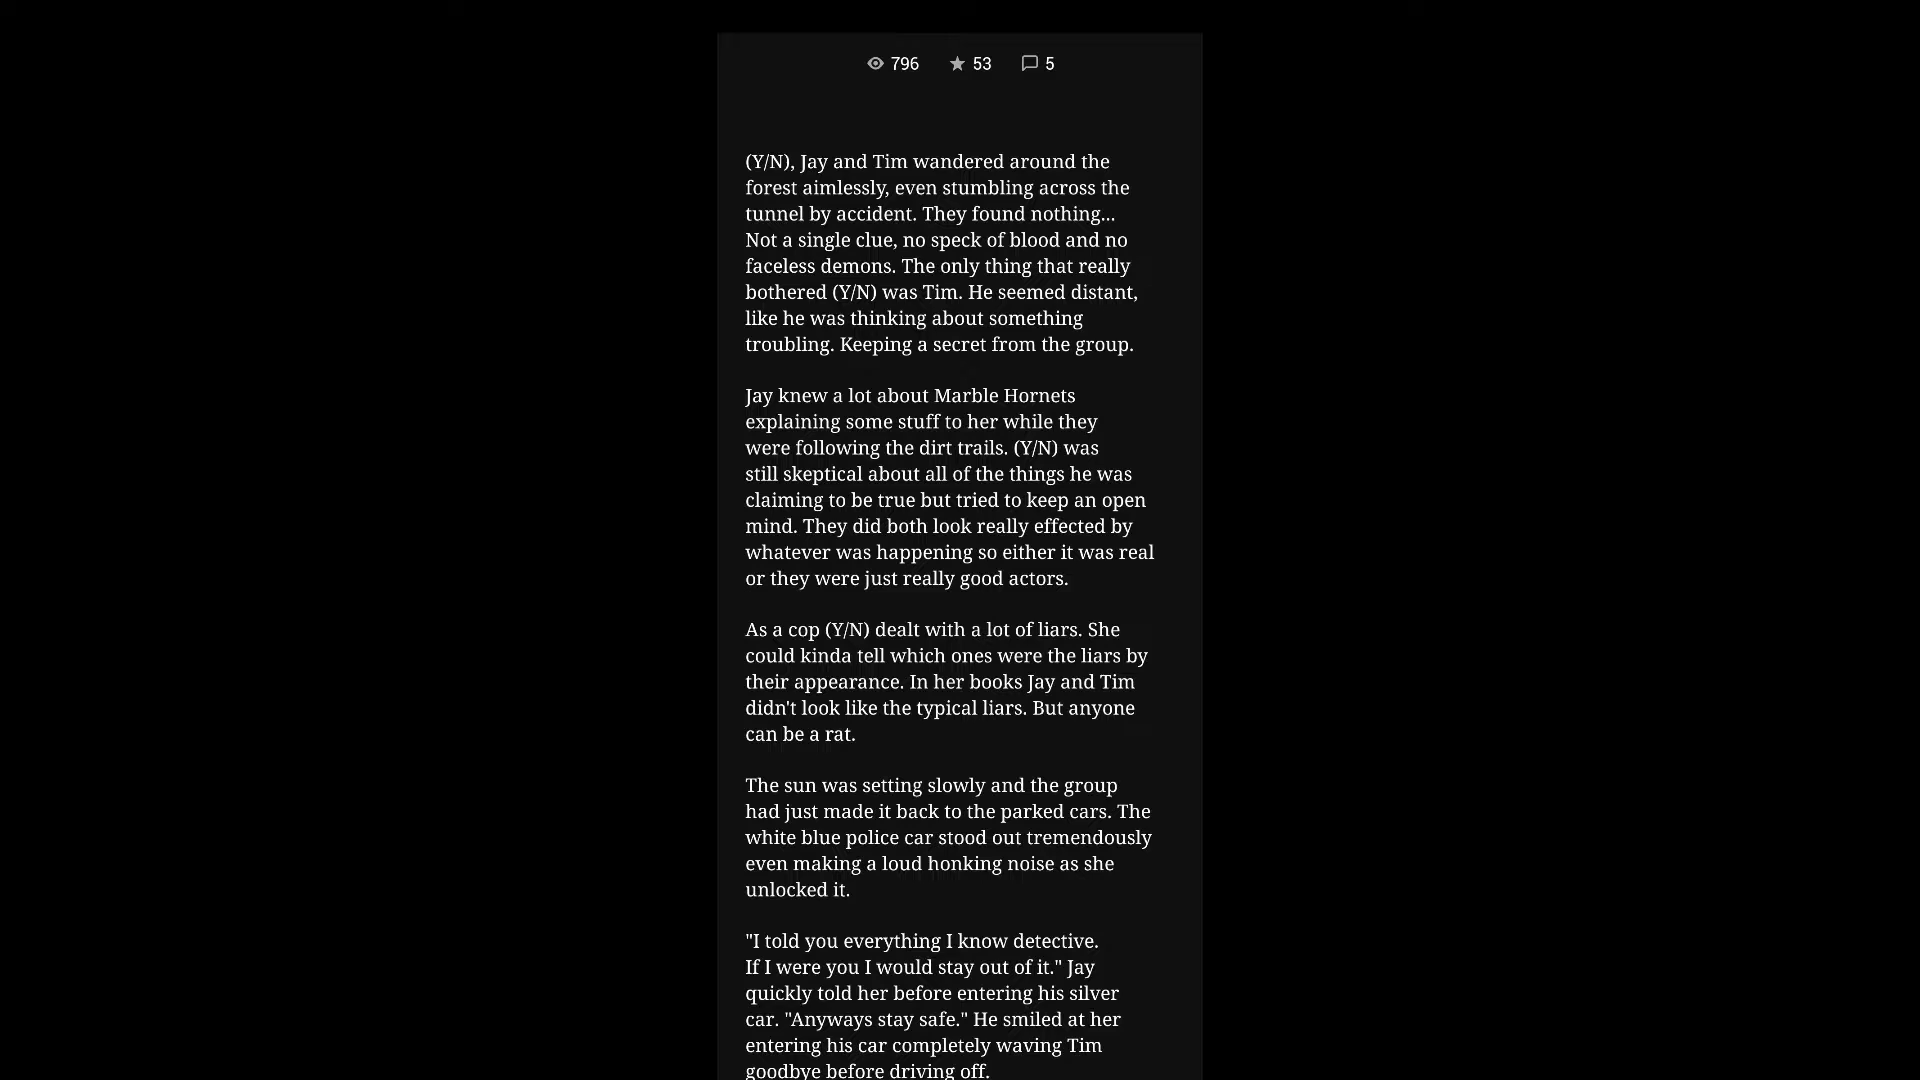 796 53 5
(Y/N), Jay and Tim wandered around the
forest aimlessly, even stumbling across the
tunnel by accident. They found nothing...
Not a single clue, no speck of blood and no
faceless demons. The only thing that really
bothered (Y/N) was Tim. He seemed distant,
like he was thinking about something
troubling. Keeping a secret from the group.
Jay knew a lot about Marble Hornets
explaining some stuff to her while they
were following the dirt trails. (Y/N) was
still skeptical about all of the things he was
claiming to be true but tried to keep an open
mind. They did both look really effected by
whatever was happening so either it was real
or they were just really good actors.
As a cop (Y/N) dealt with a lot of liars. She
could kinda tell which ones were the liars by
their appearance. In her books Jay and Tim
didn't look like the typical liars. But anyone
can be a rat.
The sun was setting slowly and the group
had just made it back to the parked cars. The
white blue police car stood out tremendously
even making a loud honking noise as she
unlocked it.
"I told you everything I know detective.
If I were you I would stay out of it." Jay
quickly told her before entering his silver
car. "Anyways stay safe." He smiled at her
entering his car completely waving Tim
goodbye before driving off.